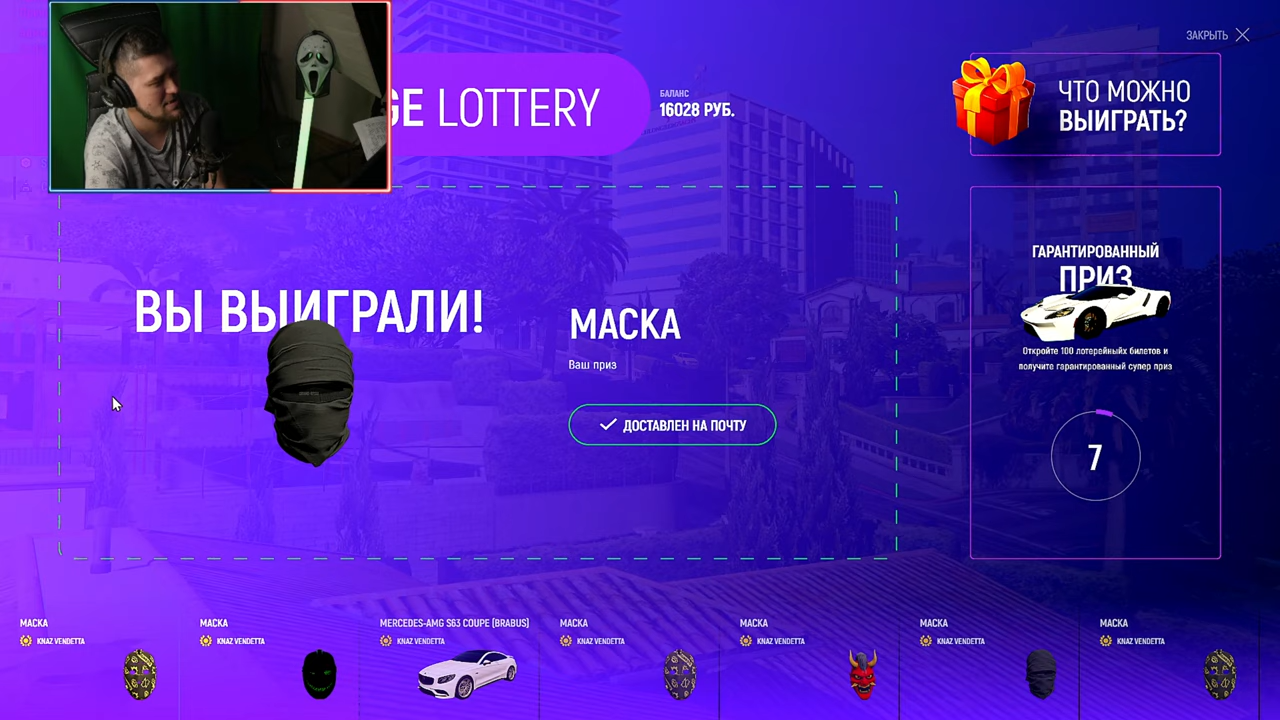 ЗАКРЫТЬ
GE LOTTERY
БАЛАНС
16028 РУБ.
ЧТО МОЖНО
ВЫИГРАТЬ?
ВЫ ВЫИГРАЛИ!
МАСКА
Ваш приз
ДОСТАВЛЕН НА ПОЧТУ
ГАРАНТИРОВАННЫЙ
ПРИЗ
Откройте 100 лотерейныйх билетов и
получите гарантированный супер приз
7
МАСКА
KNAZ VENDETTA
МАСКА
KNAZ VENDETTA
MERCEDES-AMG S63 COUPE (BRABUS)
KNAZ VENDETTA
МАСКА
KNAZ VENDETTA
МАСКА
KNAZ VENDETTA
МАСКА
KNAZ VENDETTA
МАСКА
KNAZ VENDETTA